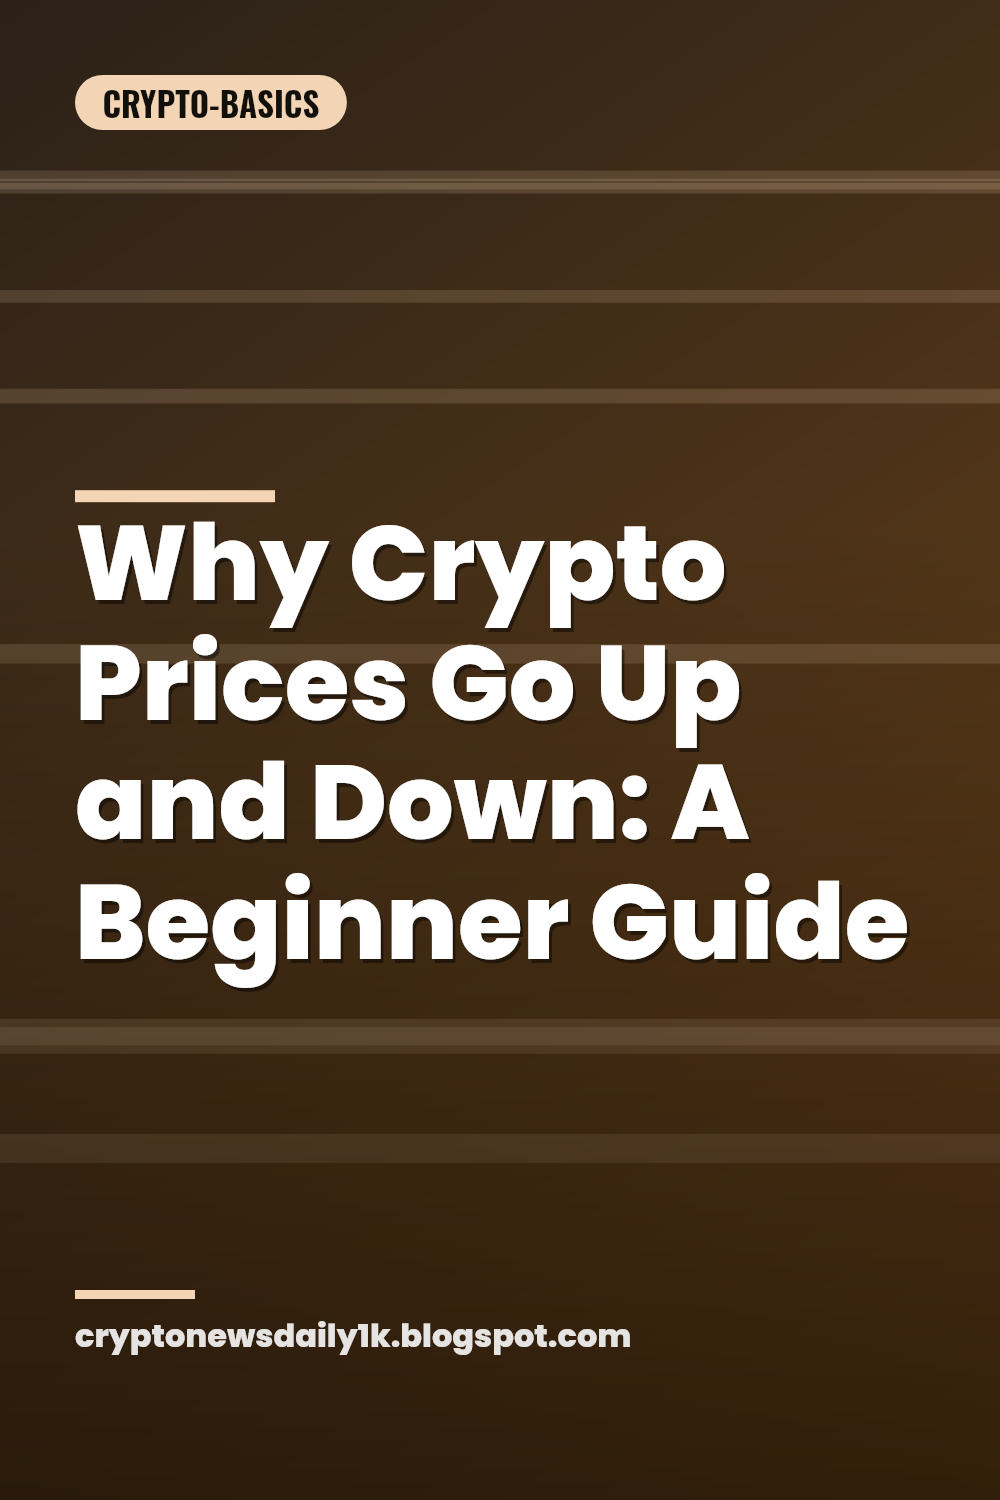 CRYPTO-BASICS
Why Crypto
Prices Go Up
and Down: A
Beginner Guide
cryptonewsdaily1k.blogspot.com